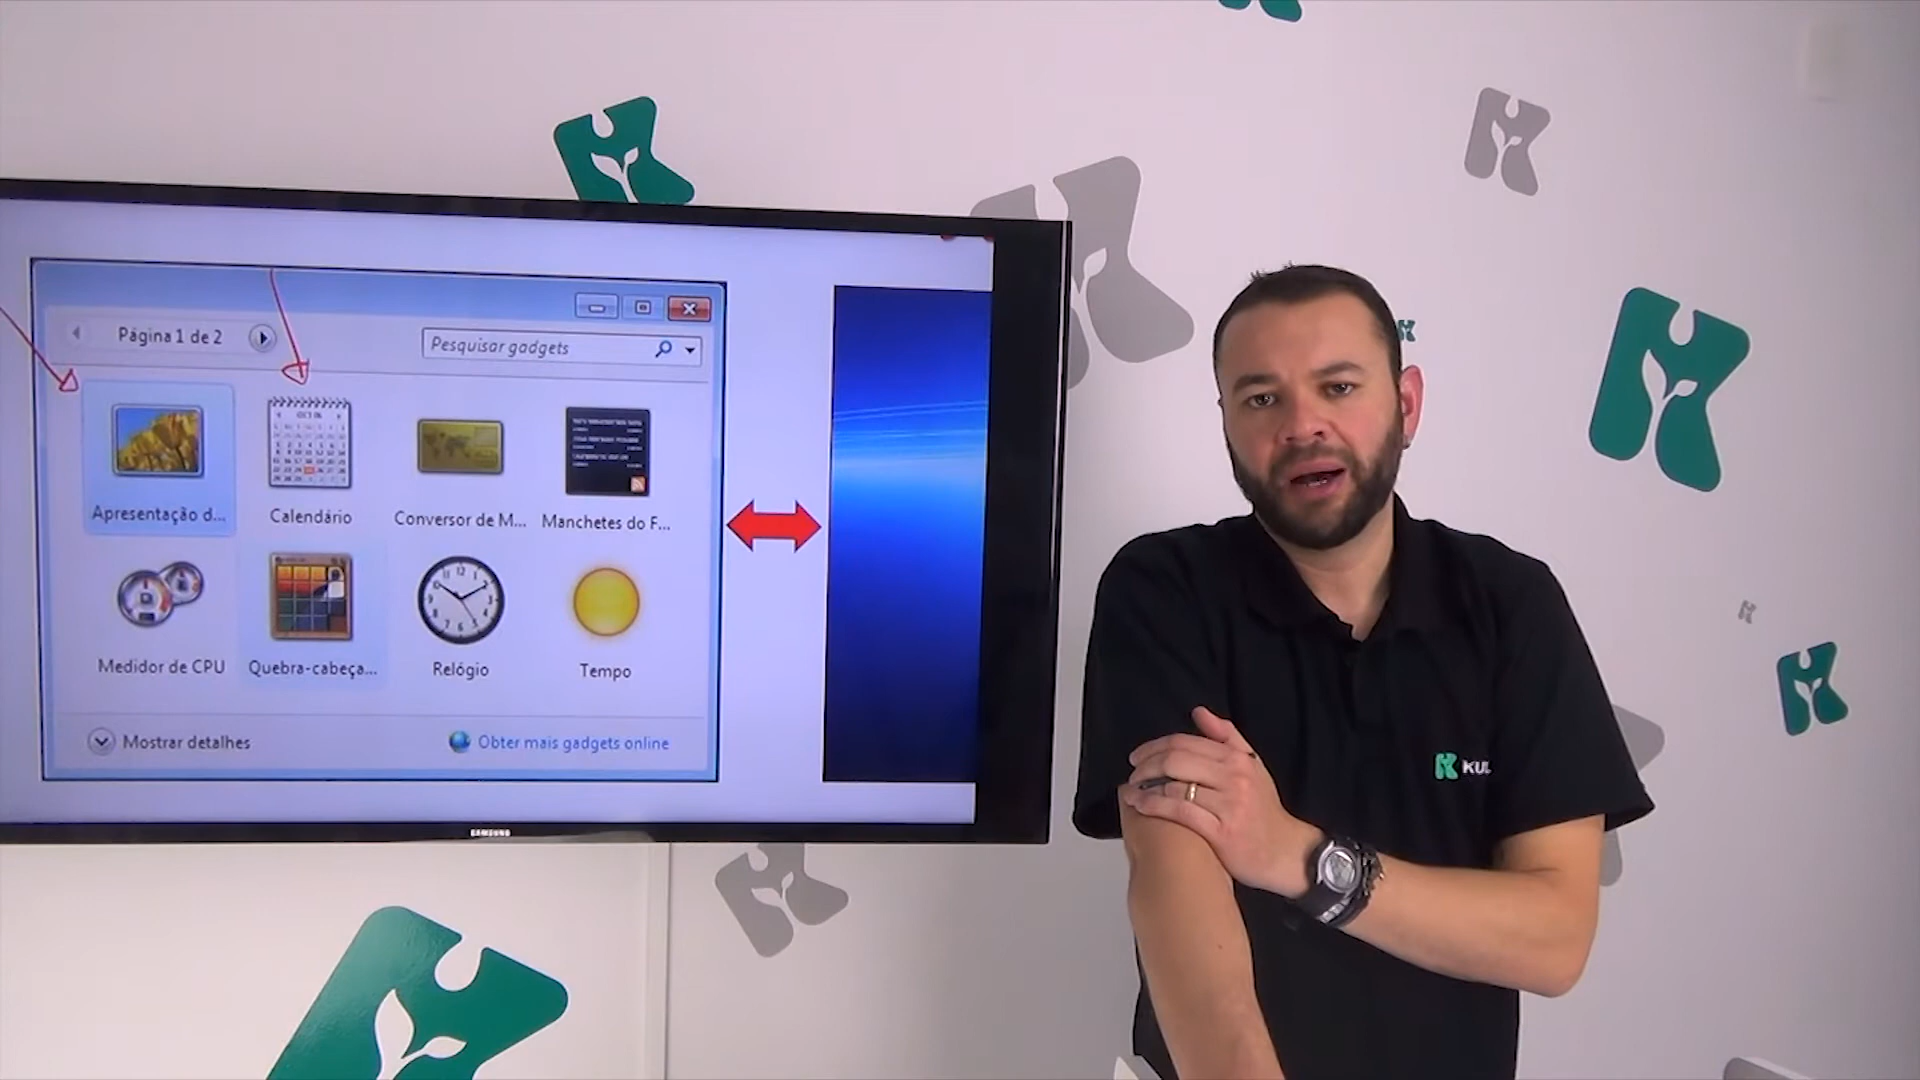 Página 1 de 2
Pesquisar gadgets
Apresentação d...
Calendário
Conversor de M...
Manchetes do F...
Medidor de CPU
Quebra-cabeça...
Relógio
Tempo
Mostrar detalhes
Obter mais gadgets online
SAMSUNG